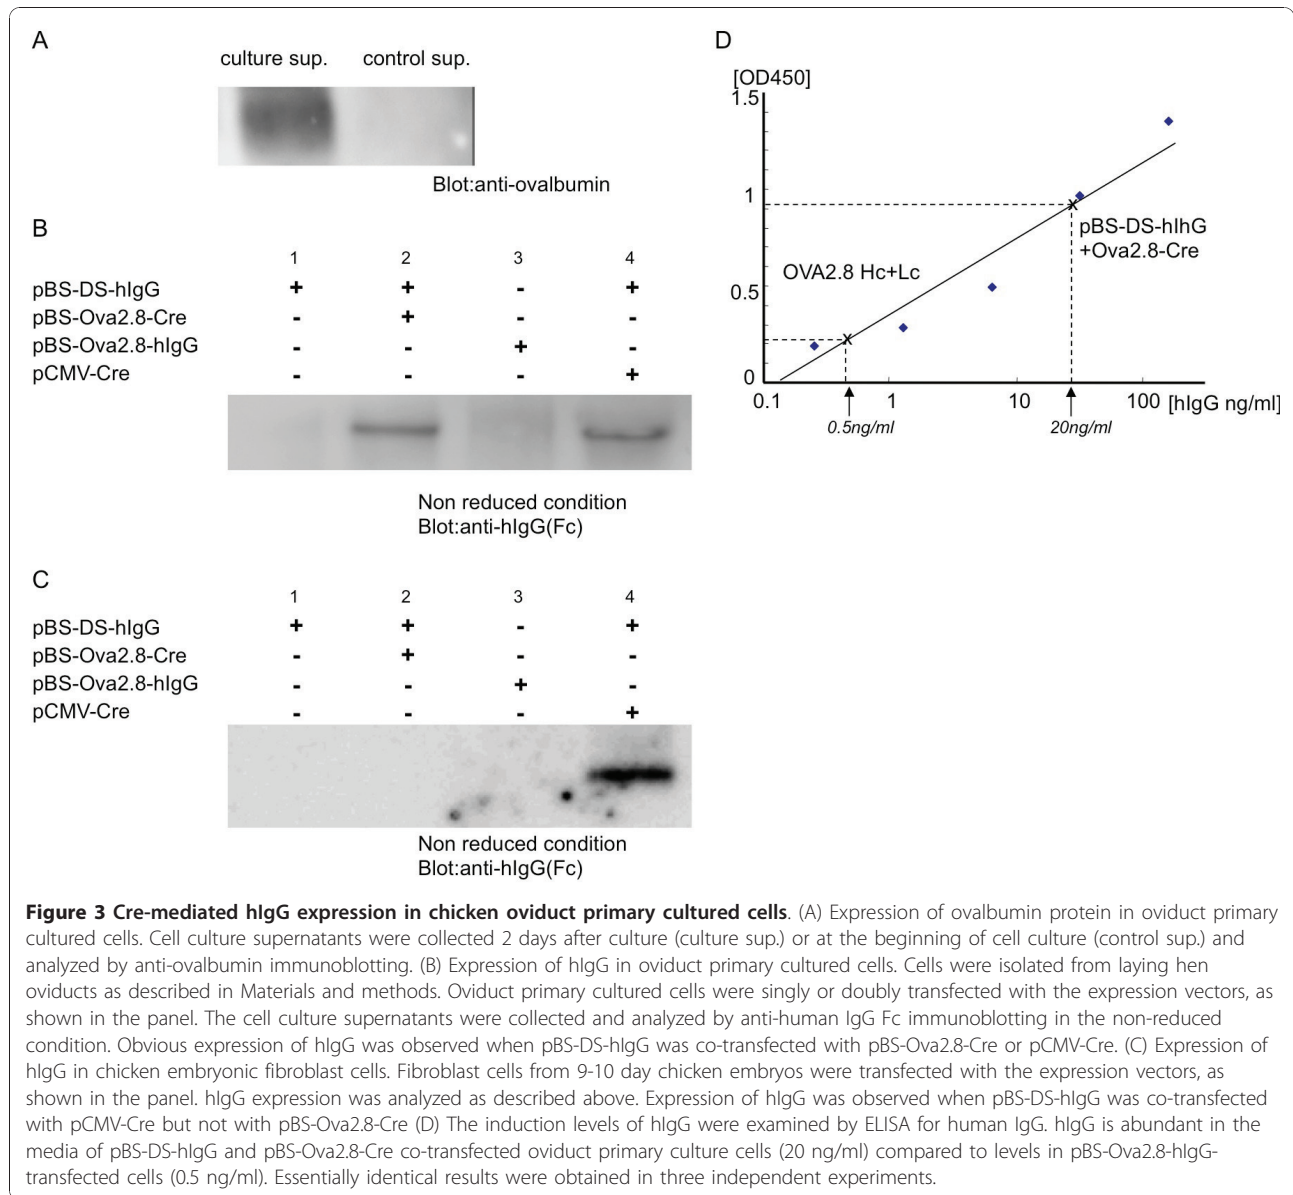 A
culture sup. control sup.
Blot:anti-ovalbumin
B
1 2 3 4
pBS-DS-hIgG + + - +
pBS-Ova2.8-Cre - + - -
pBS-Ova2.8-hIgG - - + -
pCMV-Cre - - - +
Non reduced condition
Blot:anti-hIgG(Fc)
C
1 2 3 4
pBS-DS-hIgG + + - +
pBS-Ova2.8-Cre - + - -
pBS-Ova2.8-hIgG - - + -
pCMV-Cre - - - +
Non reduced condition
Blot:anti-hIgG(Fc)
D
[OD450]
1.5
1
0.5
0
x
x
pBS-DS-hIhG
+Ova2.8-Cre
OVA2.8 Hc+Lc
0.1 1 10 100 [hIgG ng/ml]
0.5ng/ml 20ng/ml
Figure 3 Cre-mediated hIgG expression in chicken oviduct primary cultured cells. (A) Expression of ovalbumin protein in oviduct primary
cultured cells. Cell culture supernatants were collected 2 days after culture (culture sup.) or at the beginning of cell culture (control sup.) and
analyzed by anti-ovalbumin immunoblotting. (B) Expression of hIgG in oviduct primary cultured cells. Cells were isolated from laying hen
oviducts as described in Materials and methods. Oviduct primary cultured cells were singly or doubly transfected with the expression vectors, as
shown in the panel. The cell culture supernatants were collected and analyzed by anti-human IgG Fc immunoblotting in the non-reduced
condition. Obvious expression of hIgG was observed when pBS-DS-hIgG was co-transfected with pBS-Ova2.8-Cre or pCMV-Cre. (C) Expression of
hIgG in chicken embryonic fibroblast cells. Fibroblast cells from 9-10 day chicken embryos were transfected with the expression vectors, as
shown in the panel. hIgG expression was analyzed as described above. Expression of hIgG was observed when pBS-DS-hIgG was co-transfected
with pCMV-Cre but not with pBS-Ova2.8-Cre (D) The induction levels of hIgG were examined by ELISA for human IgG. hIgG is abundant in the
media of pBS-DS-hIgG and pBS-Ova2.8-Cre co-transfected oviduct primary culture cells (20 ng/ml) compared to levels in pBS-Ova2.8-hIgG-
transfected cells (0.5 ng/ml). Essentially identical results were obtained in three independent experiments.